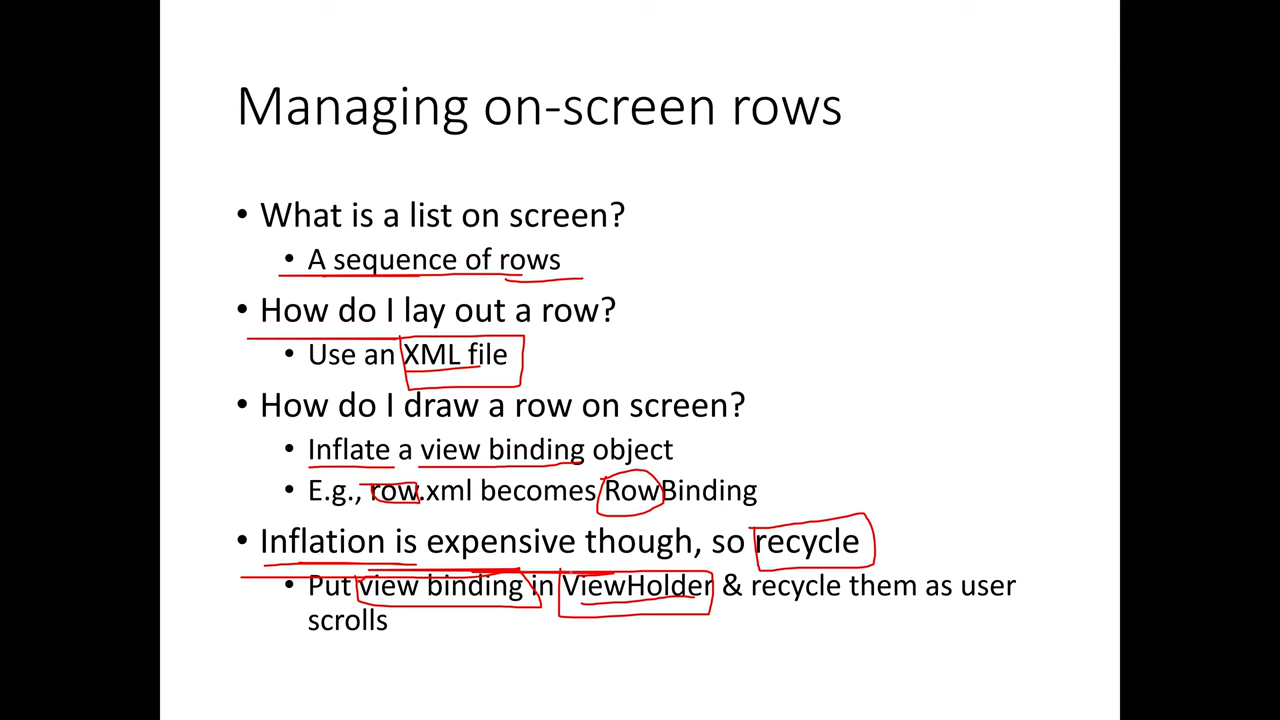 Managing on-screen rows
• What is a list on screen?
• A sequence of rows
• How do I lay out a row?
• Use an XML file
• How do I draw a row on screen?
• Inflate a view binding object
• E.g., row.xml becomes RowBinding
• Inflation is expensive though, so recycle
• Put view binding in ViewHolder & recycle them as user
scrolls